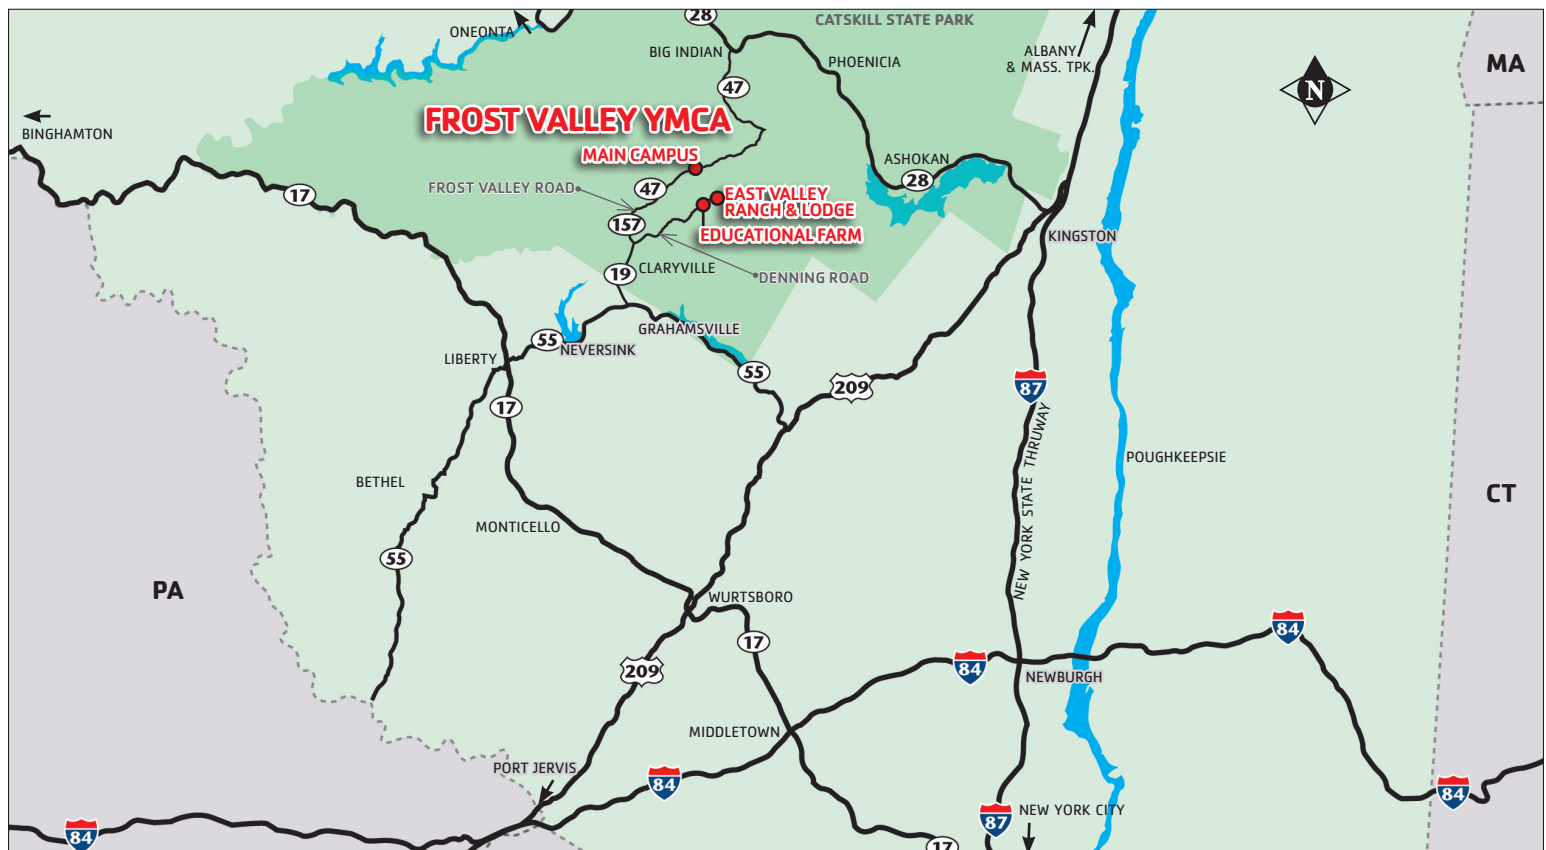 28
CATSKILL STATE PARK
ONEONTA
BIG INDIAN
PHOENICIA
ALBANY
& MASS. TPK.
MA
N
47
BINGHAMTON
FROST VALLEY YMCA
MAIN CAMPUS
ASHOKAN
28
FROST VALLEY ROAD
47
17
EAST VALLEY
RANCH & LODGE
157
EDUCATIONAL FARM
KINGSTON
19
CLARYVILLE
DENNING ROAD
GRAHAMSVILLE
55
NEVERSINK
LIBERTY
55
209
87
17
NEW YORK STATE THRUWAY
POUGHKEEPSIE
BETHEL
CT
MONTICELLO
55
PA
WURTSBORO
17
84
209
84
NEWBURGH
MIDDLETOWN
PORT JERVIS
84
84
NEW YORK CITY
87
84
17